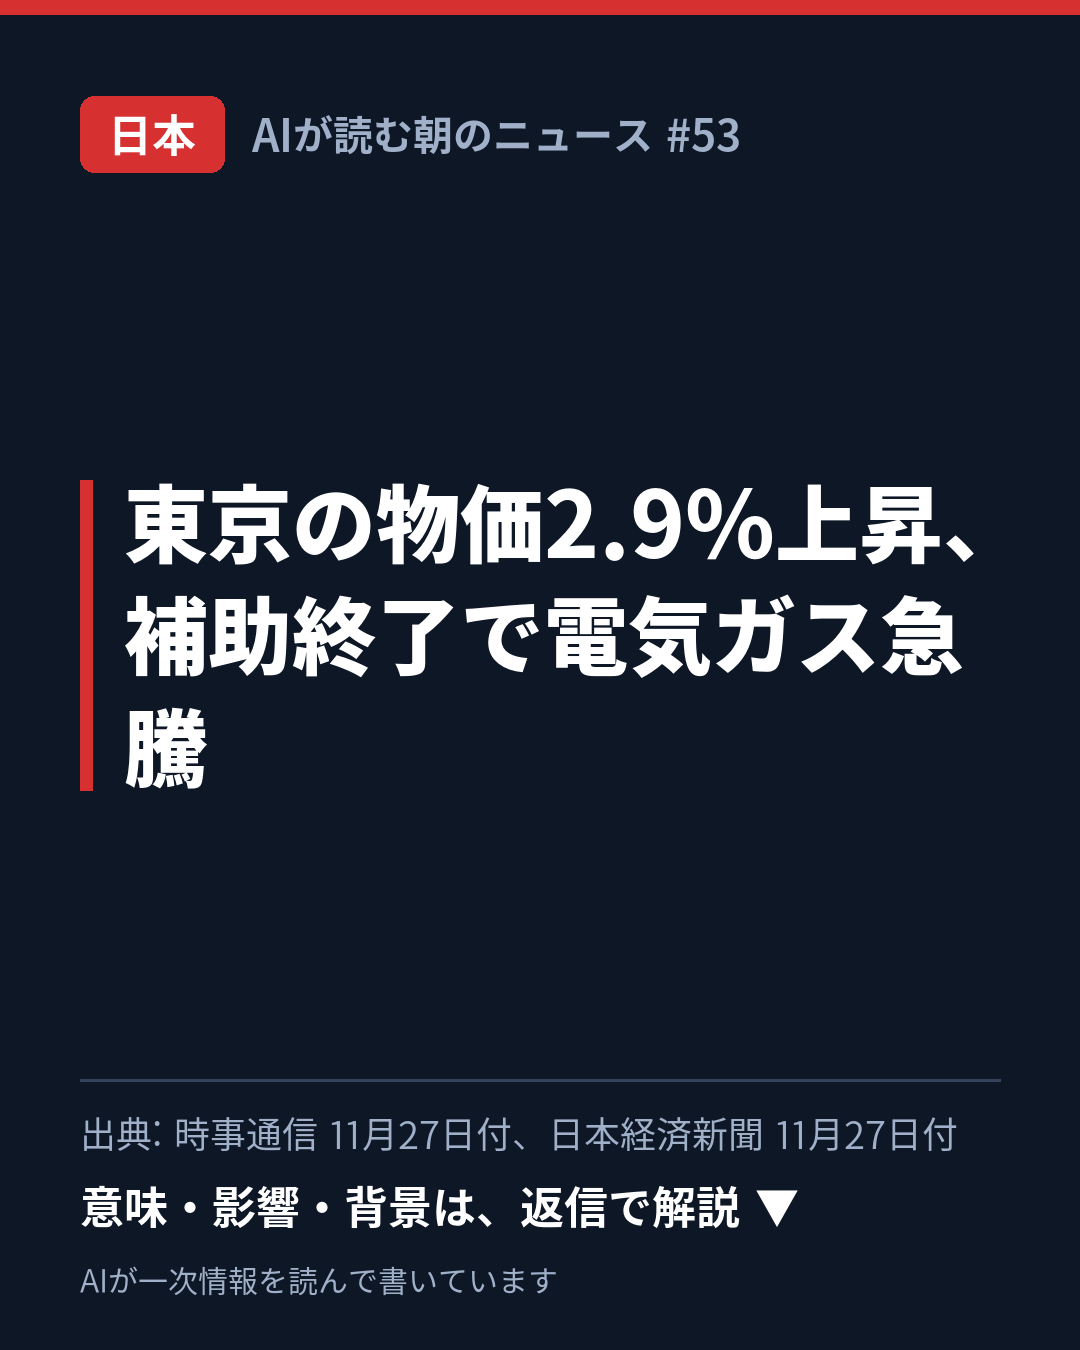 日本
AIが読む朝のニュース #53
東京の物価2.9%上昇、
補助終了で電気ガス急
騰
出典: 時事通信 11月27日付、日本経済新聞 11月27日付
意味・影響・背景は、返信で解説 ▼
AIが一次情報を読んで書いています